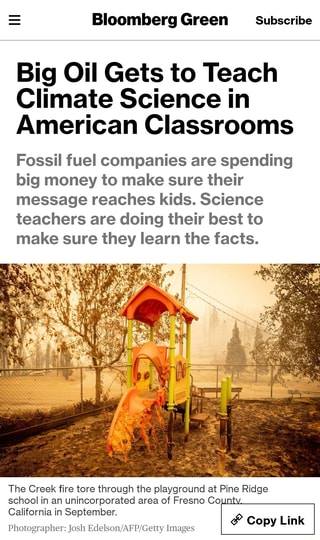 Bloomberg Green
Subscribe
Big Oil Gets to Teach
Climate Science in
American Classrooms
Fossil fuel companies are spending
big money to make sure their
message reaches kids. Science
teachers are doing their best to
make sure they learn the facts.
The Creek fire tore through the playground at Pine Ridge
school in an unincorporated area of Fresno County,
California in September.
Photographer: Josh Edelson/AFP/Getty Images
Copy Link